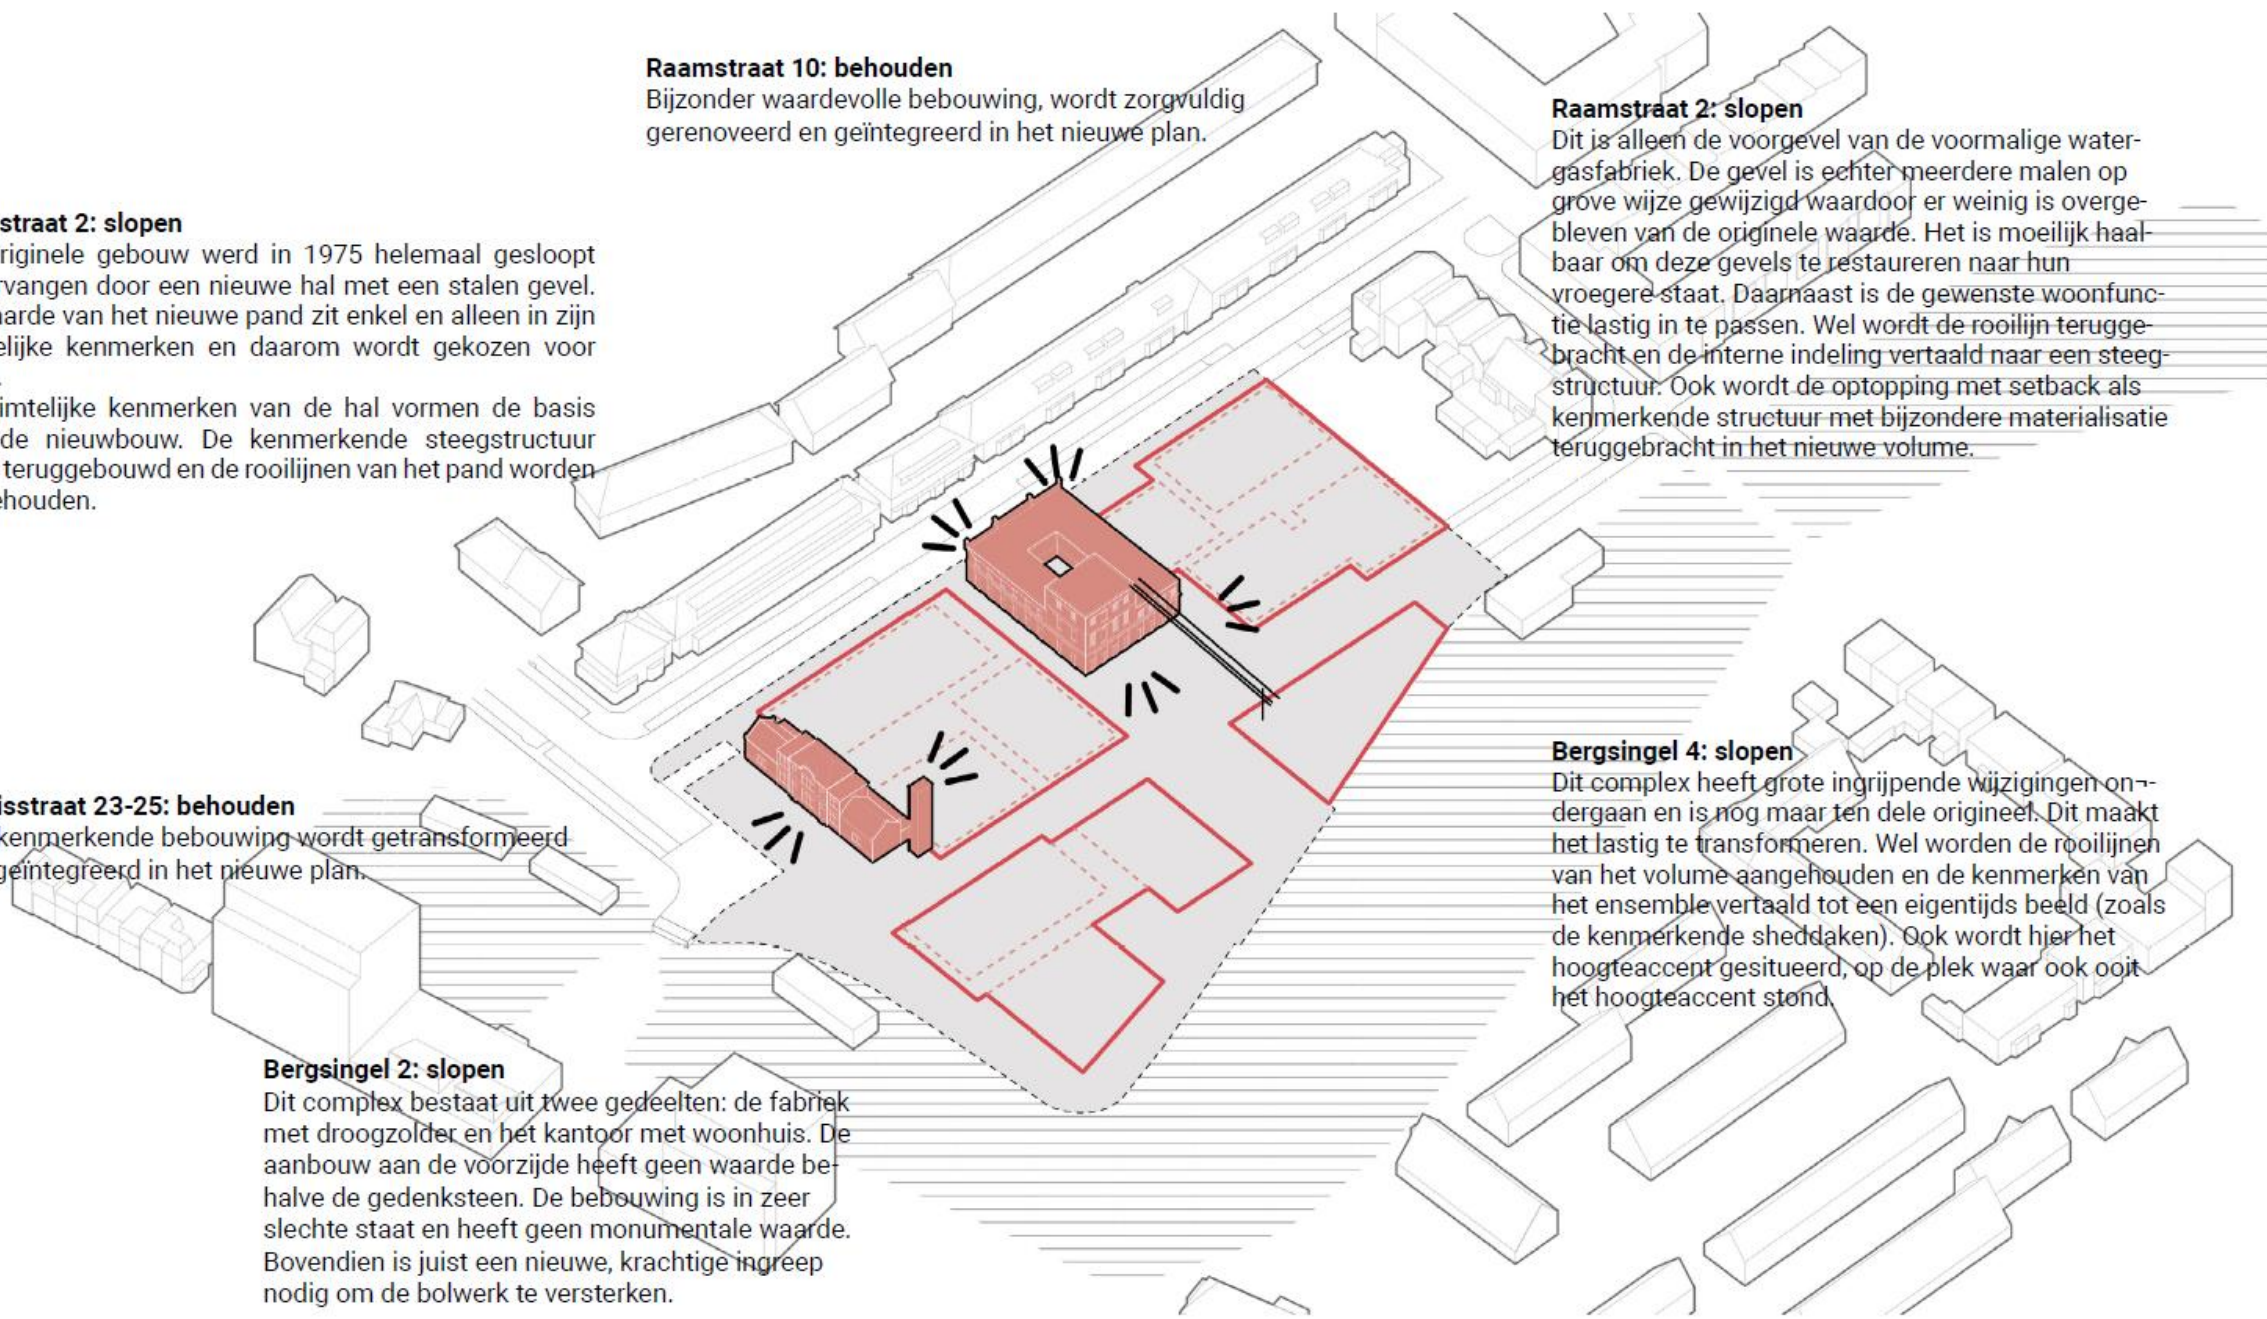 Raamstraat 10: behouden
Bijzonder waardevolle bebouwing, wordt zorgvuldig
gerenoveerd en geïntegreerd in het nieuwe plan.
Raamstraat 2: slopen
Dit is alleen de voorgevel van de voormalige water-
gasfabriek. De gevel is echter meerdere malen op
grove wijze gewijzigd waardoor er weinig is overge-
bleven van de originele waarde. Het is moeilijk haal-
baar om deze gevels te restaureren naar hun
vroegere staat. Daarnaast is de gewenste woonfunc-
tie lastig in te passen. Wel wordt de rooilijn terugge-
bracht en de interne indeling vertaald naar een steeg-
structuur. Ook wordt de optopping met setback als
kenmerkende structuur met bijzondere materialisatie
teruggebracht in het nieuwe volume.
straat 2: slopen
riginele gebouw werd in 1975 helemaal gesloopt
rvangen door een nieuwe hal met een stalen gevel.
aarde van het nieuwe pand zit enkel en alleen in zijn
elijke kenmerken en daarom wordt gekozen voor
.
imtelijke kenmerken van de hal vormen de basis
de nieuwbouw. De kenmerkende steegstructuur
teruggebouwd en de rooilijnen van het pand worden
ehouden.
isstraat 23-25: behouden
kenmerkende bebouwing wordt getransformeerd
geïntegreerd in het nieuwe plan.
Bergsingel 4: slopen
Dit complex heeft grote ingrijpende wijzigingen on¬-
dergaan en is nog maar ten dele origineel. Dit maakt
het lastig te transformeren. Wel worden de rooilijnen
van het volume aangehouden en de kenmerken van
het ensemble vertaald tot een eigentijds beeld (zoals
de kenmerkende sheddaken). Ook wordt hier het
hoogteaccent gesitueerd, op de plek waar ook ooit
het hoogteaccent stond.
Bergsingel 2: slopen
Dit complex bestaat uit twee gedeelten: de fabriek
met droogzolder en het kantoor met woonhuis. De
aanbouw aan de voorzijde heeft geen waarde be-
halve de gedenksteen. De bebouwing is in zeer
slechte staat en heeft geen monumentale waarde.
Bovendien is juist een nieuwe, krachtige ingreep
nodig om de bolwerk te versterken.